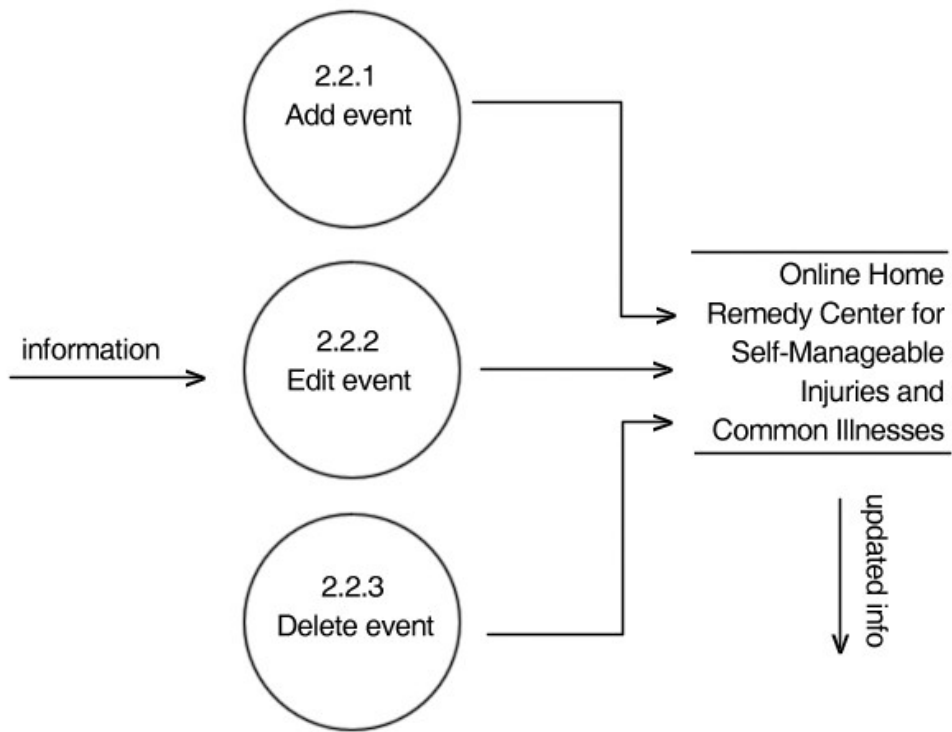 2.2.1
Add event
information
2.2.2
Edit event
2.2.3
Delete event
Online Home
Remedy Center for
Self-Manageable
Injuries and
Common Illnesses
updated info